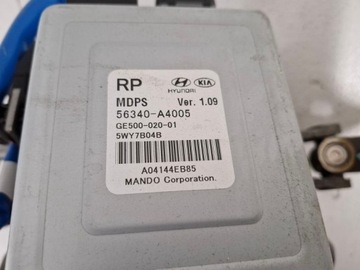 RP HYUNDAI KIA
MDPS Ver. 1.09
56340-A4005
GE500-020-01
5WY7B04B
A04144EB85
MANDO Corporation.